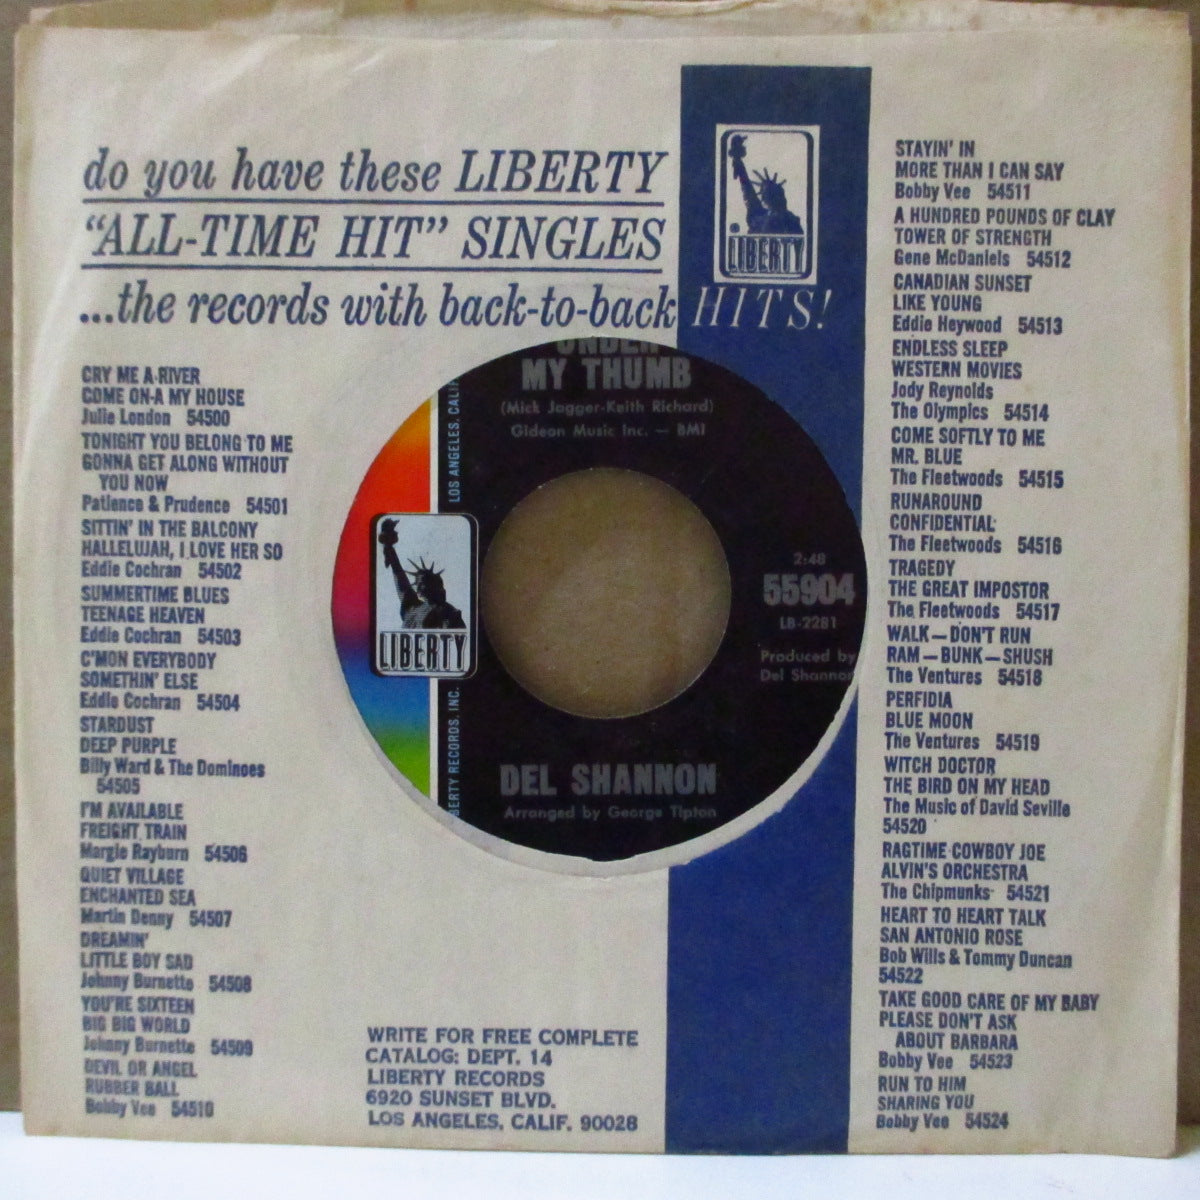 do you have these LIBERTY
"ALL-TIME HIT" SINGLES
...the records with back-to-back HITS!
LIBERTY
CRY ME A RIVER
COME ON-A MY HOUSE
Julie London 54500
TONIGHT YOU BELONG TO ME
GONNA GET ALONG WITHOUT
YOU NOW
Patience & Prudence 54501
SITTIN' IN THE BALCONY
HALLELUJAH, I LOVE HER SO
Eddie Cochran 54502
SUMMERTIME BLUES
TEENAGE HEAVEN
Eddie Cochran 54503
C'MON EVERYBODY
SOMETHIN' ELSE
Eddie Cochran 54504
STARDUST
DEEP PURPLE
Billy Ward & The Dominoes
54505
I'M AVAILABLE
FREIGHT TRAIN
Margie Rayburn 54506
QUIET VILLAGE
ENCHANTED SEA
Martin Denny 54507
DREAMIN'
LITTLE BOY SAD
Johnny Burnette 54508
YOU'RE SIXTEEN
BIG BIG WORLD
Johnny Burnette 54509
DEVIL OR ANGEL
RUBBER BALL
Bobby Vee 54510
UNDER
MY THUMB
(Mick Jagger-Keith Richard)
Gideon Music Inc. — BMI
2:48
55904
LB-2281
Produced by
Del Shannon
LIBERTY
DEL SHANNON
Arranged by George Tipton
BERTY RECORDS, INC. LOS ANGELES, CALIF
WRITE FOR FREE COMPLETE
CATALOG: DEPT. 14
LIBERTY RECORDS
6920 SUNSET BLVD.
LOS ANGELES, CALIF. 90028
STAYIN' IN
MORE THAN I CAN SAY
Bobby Vee 54511
A HUNDRED POUNDS OF CLAY
TOWER OF STRENGTH
Gene McDaniels 54512
CANADIAN SUNSET
LIKE YOUNG
Eddie Heywood 54513
ENDLESS SLEEP
WESTERN MOVIES
Jody Reynolds
The Olympics 54514
COME SOFTLY TO ME
MR. BLUE
The Fleetwoods 54515
RUNAROUND
CONFIDENTIAL
The Fleetwoods 54516
TRAGEDY
THE GREAT IMPOSTOR
The Fleetwoods 54517
WALK—DON'T RUN
RAM—BUNK—SHUSH
The Ventures 54518
PERFIDIA
BLUE MOON
The Ventures 54519
WITCH DOCTOR
THE BIRD ON MY HEAD
The Music of David Seville
54520
RAGTIME COWBOY JOE
ALVIN'S ORCHESTRA
The Chipmunks 54521
HEART TO HEART TALK
SAN ANTONIO ROSE
Bob Wills & Tommy Duncan
54522
TAKE GOOD CARE OF MY BABY
PLEASE DON'T ASK
ABOUT BARBARA
Bobby Vee 54523
RUN TO HIM
SHARING YOU
Bobby Vee 54524